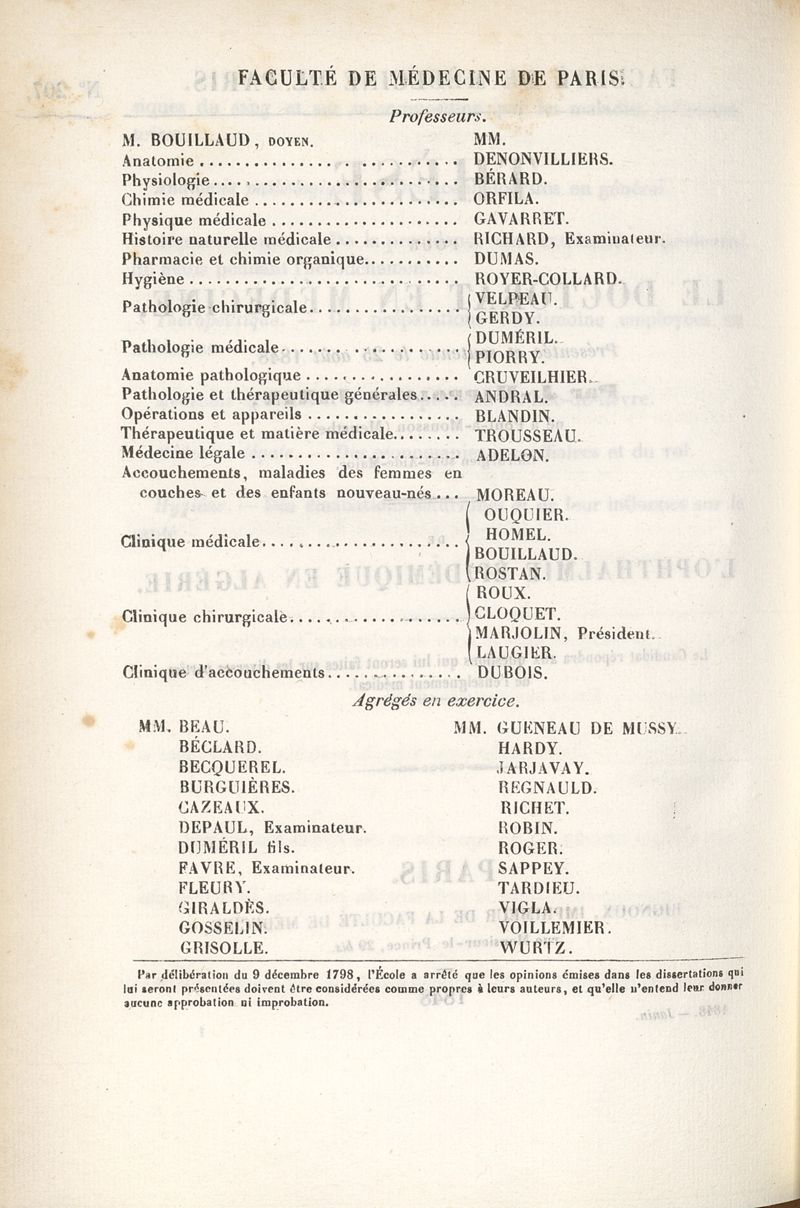 FACULTÉ DE MÉDECINE DE PARIS.
Professeurs.
M. BOUILLAUD, DOYEN. MM.
Anatomie . . . . . . . . . . DENONVILLIERS.
Physiologie . . . . . . . . . . BÉRARD.
Chimie médicale . . . . . . . . . . ORFILA.
Physique médicale . . . . . . . . . . GAVARRET.
Histoire naturelle médicale . . . . . . . . . . RICHARD, Examinateur.
Pharmacie et chimie organique . . . . . . . . . . DUMAS.
Hygiène . . . . . . . . . . ROYER-COLLARD.
Pathologie chirurgicale . . . . . . . . . . VELPEAU.
GERDY.
Pathologie médicale . . . . . . . . . . DUMÉRIL.
PIORRY.
Anatomie pathologique . . . . . . . . . . CRUVEILHIER.
Pathologie et thérapeutique générales . . . . . ANDRAL.
Opérations et appareils . . . . . . . . . . BLANDIN.
Thérapeutique et matière médicale . . . . . . . . TROUSSEAU.
Médecine légale . . . . . . . . . . ADELON.
Accouchements, maladies des femmes en
couches et des enfants nouveau-nés . . . MOREAU.
OUQUIER.
HOMEL.
Clinique médicale . . . . . . . . . . BOUILLAUD.
ROSTAN.
ROUX.
Clinique chirurgicale . . . . . . . . . . CLOQUET.
MARJOLIN, Président.
LAUGIER.
Clinique d'accouchements . . . . . . . . . . DUBOIS.
Agrégés en exercice.
MM. BEAU. MM. GUENEAU DE MUSSY.
BÉCLARD. HARDY.
BECQUEREL. JARJAVAY.
BURGUIÈRES. REGNAULD.
CAZEAUX. RICHET.
DEPAUL, Examinateur. ROBIN.
DUMÉRIL fils. ROGER.
FAVRE, Examinateur. SAPPEY.
FLEURY. TARDIEU.
GIRALDÈS. VIGLA.
GOSSELIN. VOILLEMIER.
GRISOLLE. WURTZ.
Par délibération du 9 décembre 1798, l'École a arrêté que les opinions émises dans les dissertations qui
lui seront présentées doivent être considérées comme propres à leurs auteurs, et qu'elle n'entend leur donner
aucune approbation ni improbation.